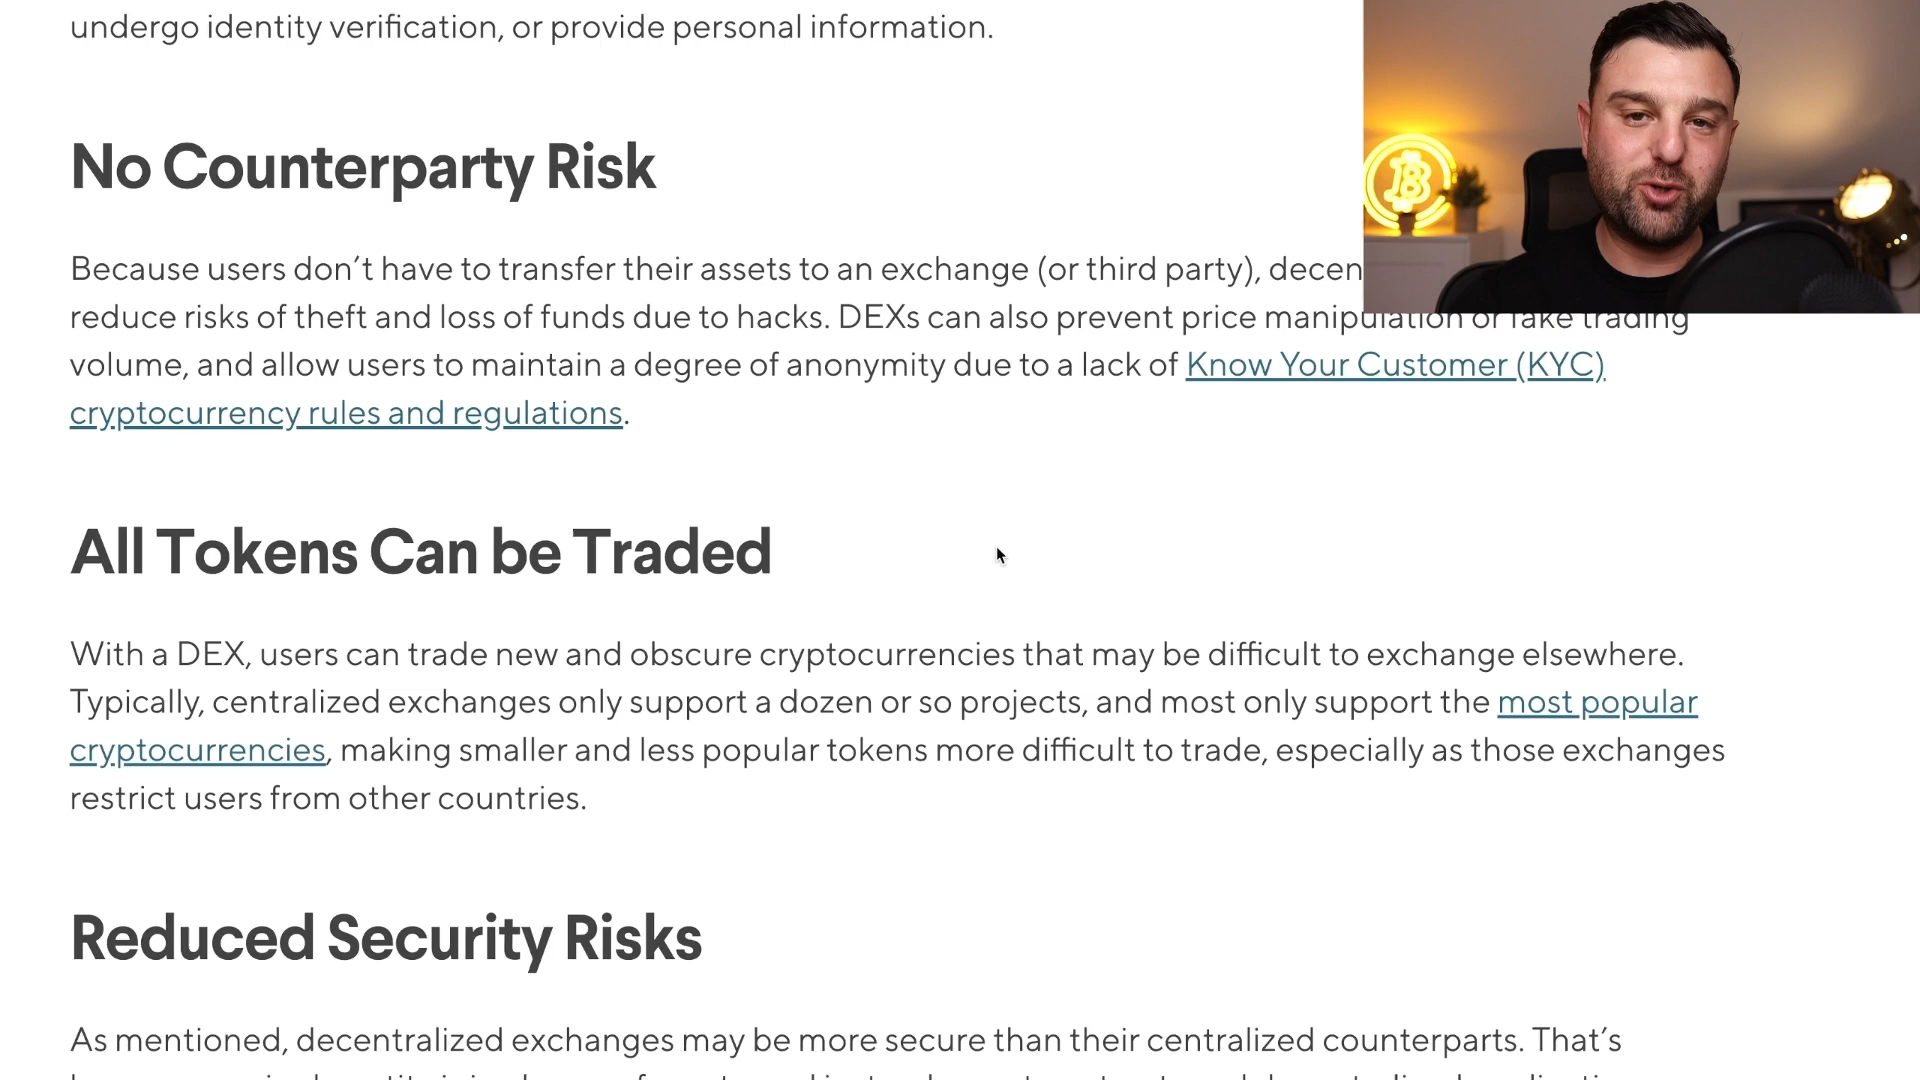 undergo identity verification, or provide personal information.
No Counterparty Risk
Because users don’t have to transfer their assets to an exchange (or third party),
reduce risks of theft and loss of funds due to hacks. DEXs can also prevent price manipulation or fake trading
volume, and allow users to maintain a degree of anonymity due to a lack of Know Your Customer (KYC)
cryptocurrency rules and regulations.
All Tokens Can be Traded
With a DEX, users can trade new and obscure cryptocurrencies that may be difficult to exchange elsewhere.
Typically, centralized exchanges only support a dozen or so projects, and most only support the most popular
cryptocurrencies, making smaller and less popular tokens more difficult to trade, especially as those exchanges
restrict users from other countries.
Reduced Security Risks
As mentioned, decentralized exchanges may be more secure than their centralized counterparts. That’s